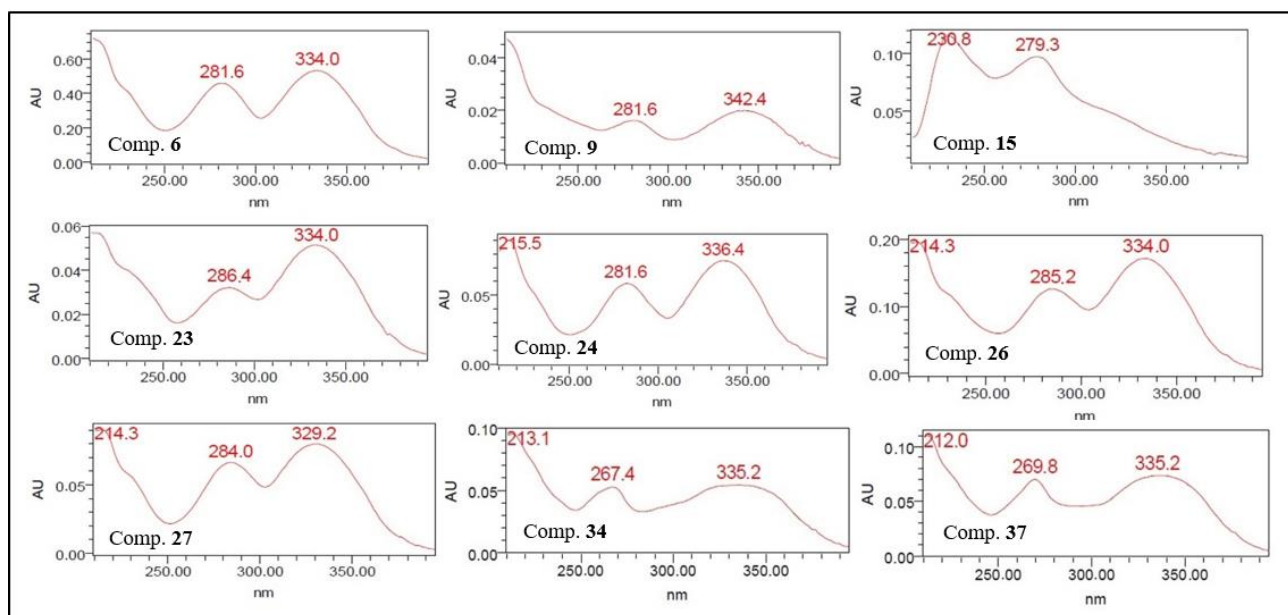 AU
0.60
0.40
0.20
0.00
281.6
334.0
Comp. 6
250.00 300.00 350.00
nm
AU
0.04
0.02
0.00
281.6
342.4
Comp. 9
250.00 300.00 350.00
nm
AU
0.10
0.05
230.8
279.3
Comp. 15
250.00 300.00 350.00
nm
AU
0.06
0.04
0.02
0.00
286.4
334.0
Comp. 23
250.00 300.00 350.00
nm
AU
0.05
0.00
215.5
281.6
336.4
Comp. 24
250.00 300.00 350.00
nm
AU
0.20
0.10
0.00
214.3
285.2
334.0
Comp. 26
250.00 300.00 350.00
nm
AU
0.05
0.00
214.3
284.0
329.2
Comp. 27
250.00 300.00 350.00
nm
AU
0.10
0.05
0.00
213.1
267.4
335.2
Comp. 34
250.00 300.00 350.00
nm
AU
0.10
0.05
0.00
212.0
269.8
335.2
Comp. 37
250.00 300.00 350.00
nm